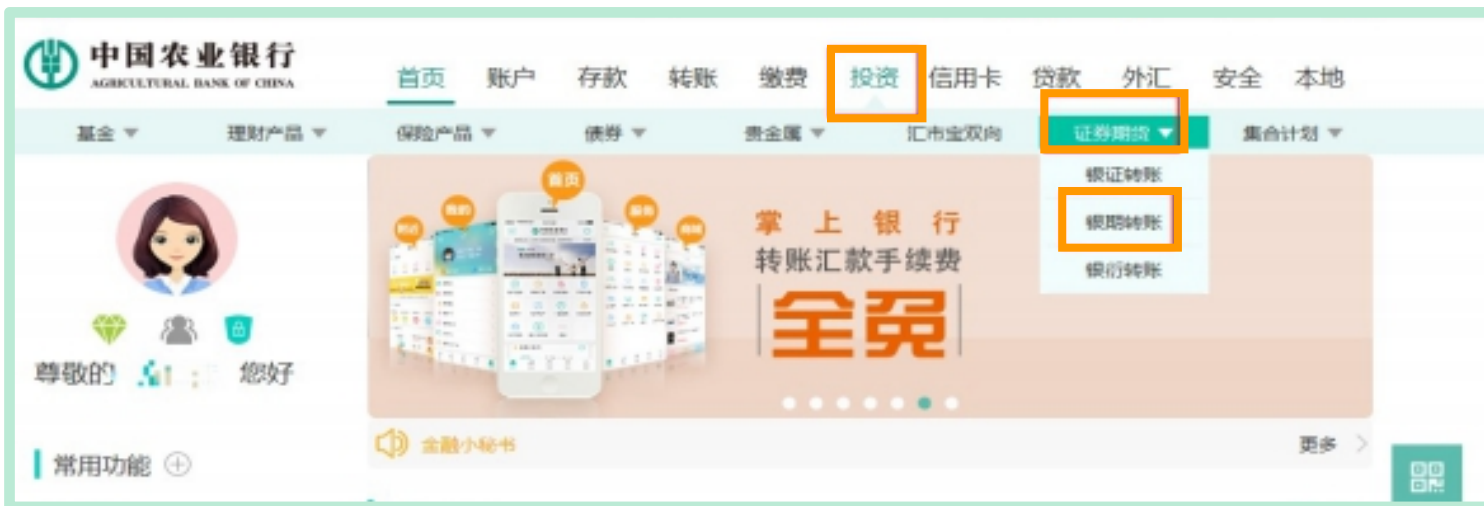 中国农业银行
AGRICULTURAL BANK OF CHINA
首页 账户 存款 转账 缴费 投资 信用卡 贷款 外汇 安全 本地
基金 理财产品 保险产品 债券 贵金属 汇市宝双向 证券期货 集合计划
银证转账
银期转账
银衍转账
首页
我的
掌上银行
转账汇款手续费
全免
尊敬的 您好
金融小秘书 更多
常用功能